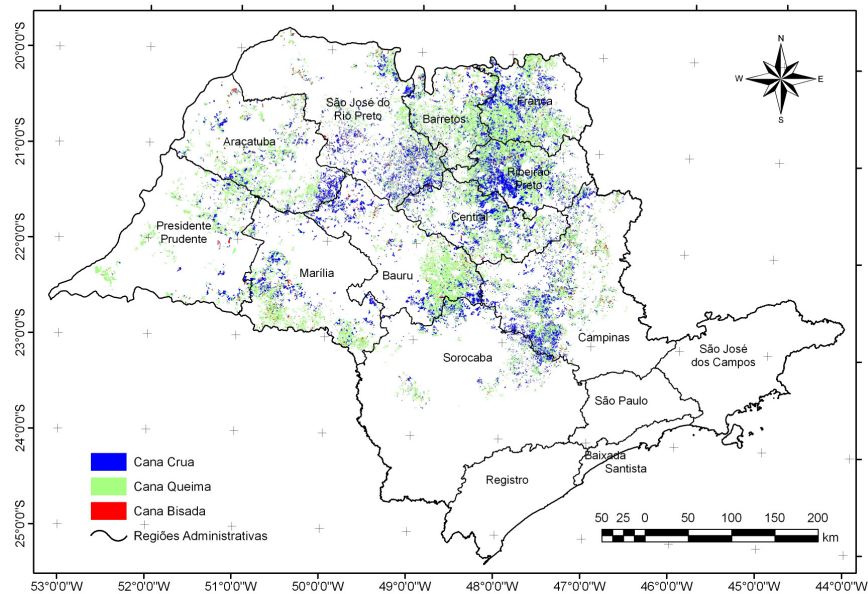 N
W E
S
20°0'0"S
21°0'0"S
22°0'0"S
23°0'0"S
24°0'0"S
25°0'0"S
São José do
Rio Preto
Barretos
Franca
Araçatuba
Ribeirão
Preto
Central
Presidente
Prudente
Marília
Bauru
Campinas
Sorocaba
São José
dos Campos
São Paulo
Baixada
Santista
Registro
Cana Crua
Cana Queima
Cana Bisada
Regiões Administrativas
50 25 0 50 100 150 200
km
53°0'0"W 52°0'0"W 51°0'0"W 50°0'0"W 49°0'0"W 48°0'0"W 47°0'0"W 46°0'0"W 45°0'0"W 44°0'0"W